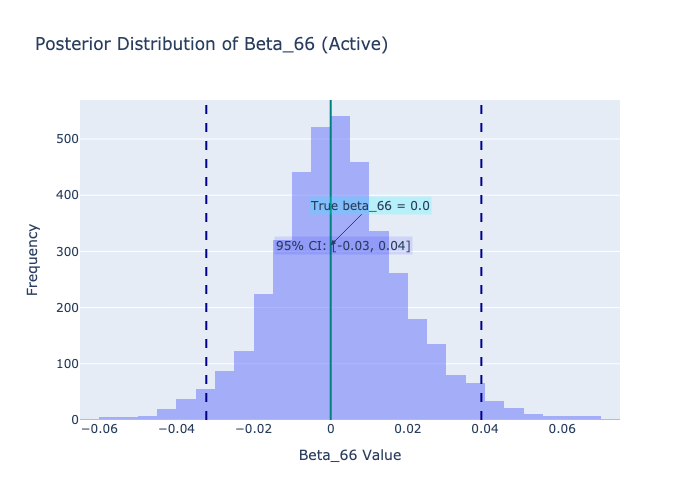 Posterior Distribution of Beta_66 (Active)
500
400
300
200
100
0
Frequency
True beta_66 = 0.0
95% CI: [-0.03, 0.04]
−0.06 −0.04 −0.02 0 0.02 0.04 0.06
Beta_66 Value